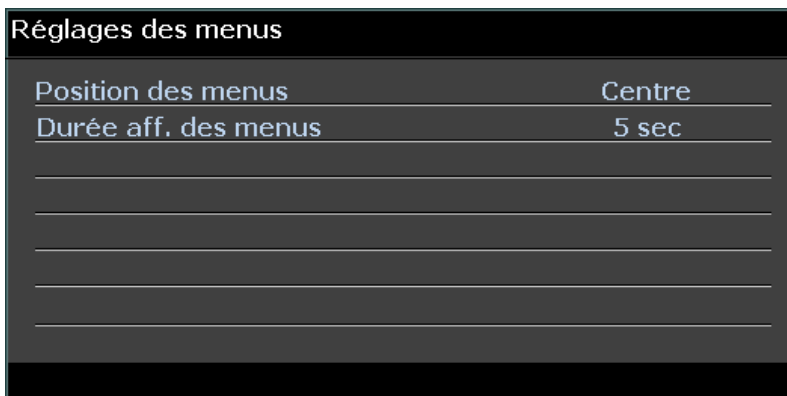 Réglages des menus
Position des menus Centre
Durée aff. des menus 5 sec